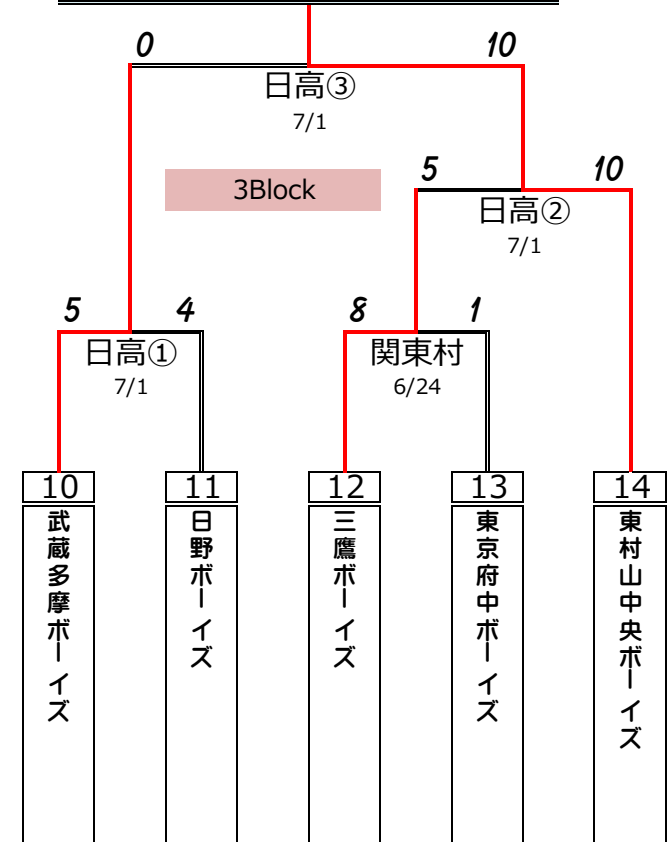 0 10
日高③
7/1
3Block
5 10
日高②
7/1
5 4
日高①
7/1
8 1
関東村
6/24
10
11
12
13
14
武蔵多摩ボーイズ
日野ボーイズ
三鷹ボーイズ
東京府中ボーイズ
東村山中央ボーイズ